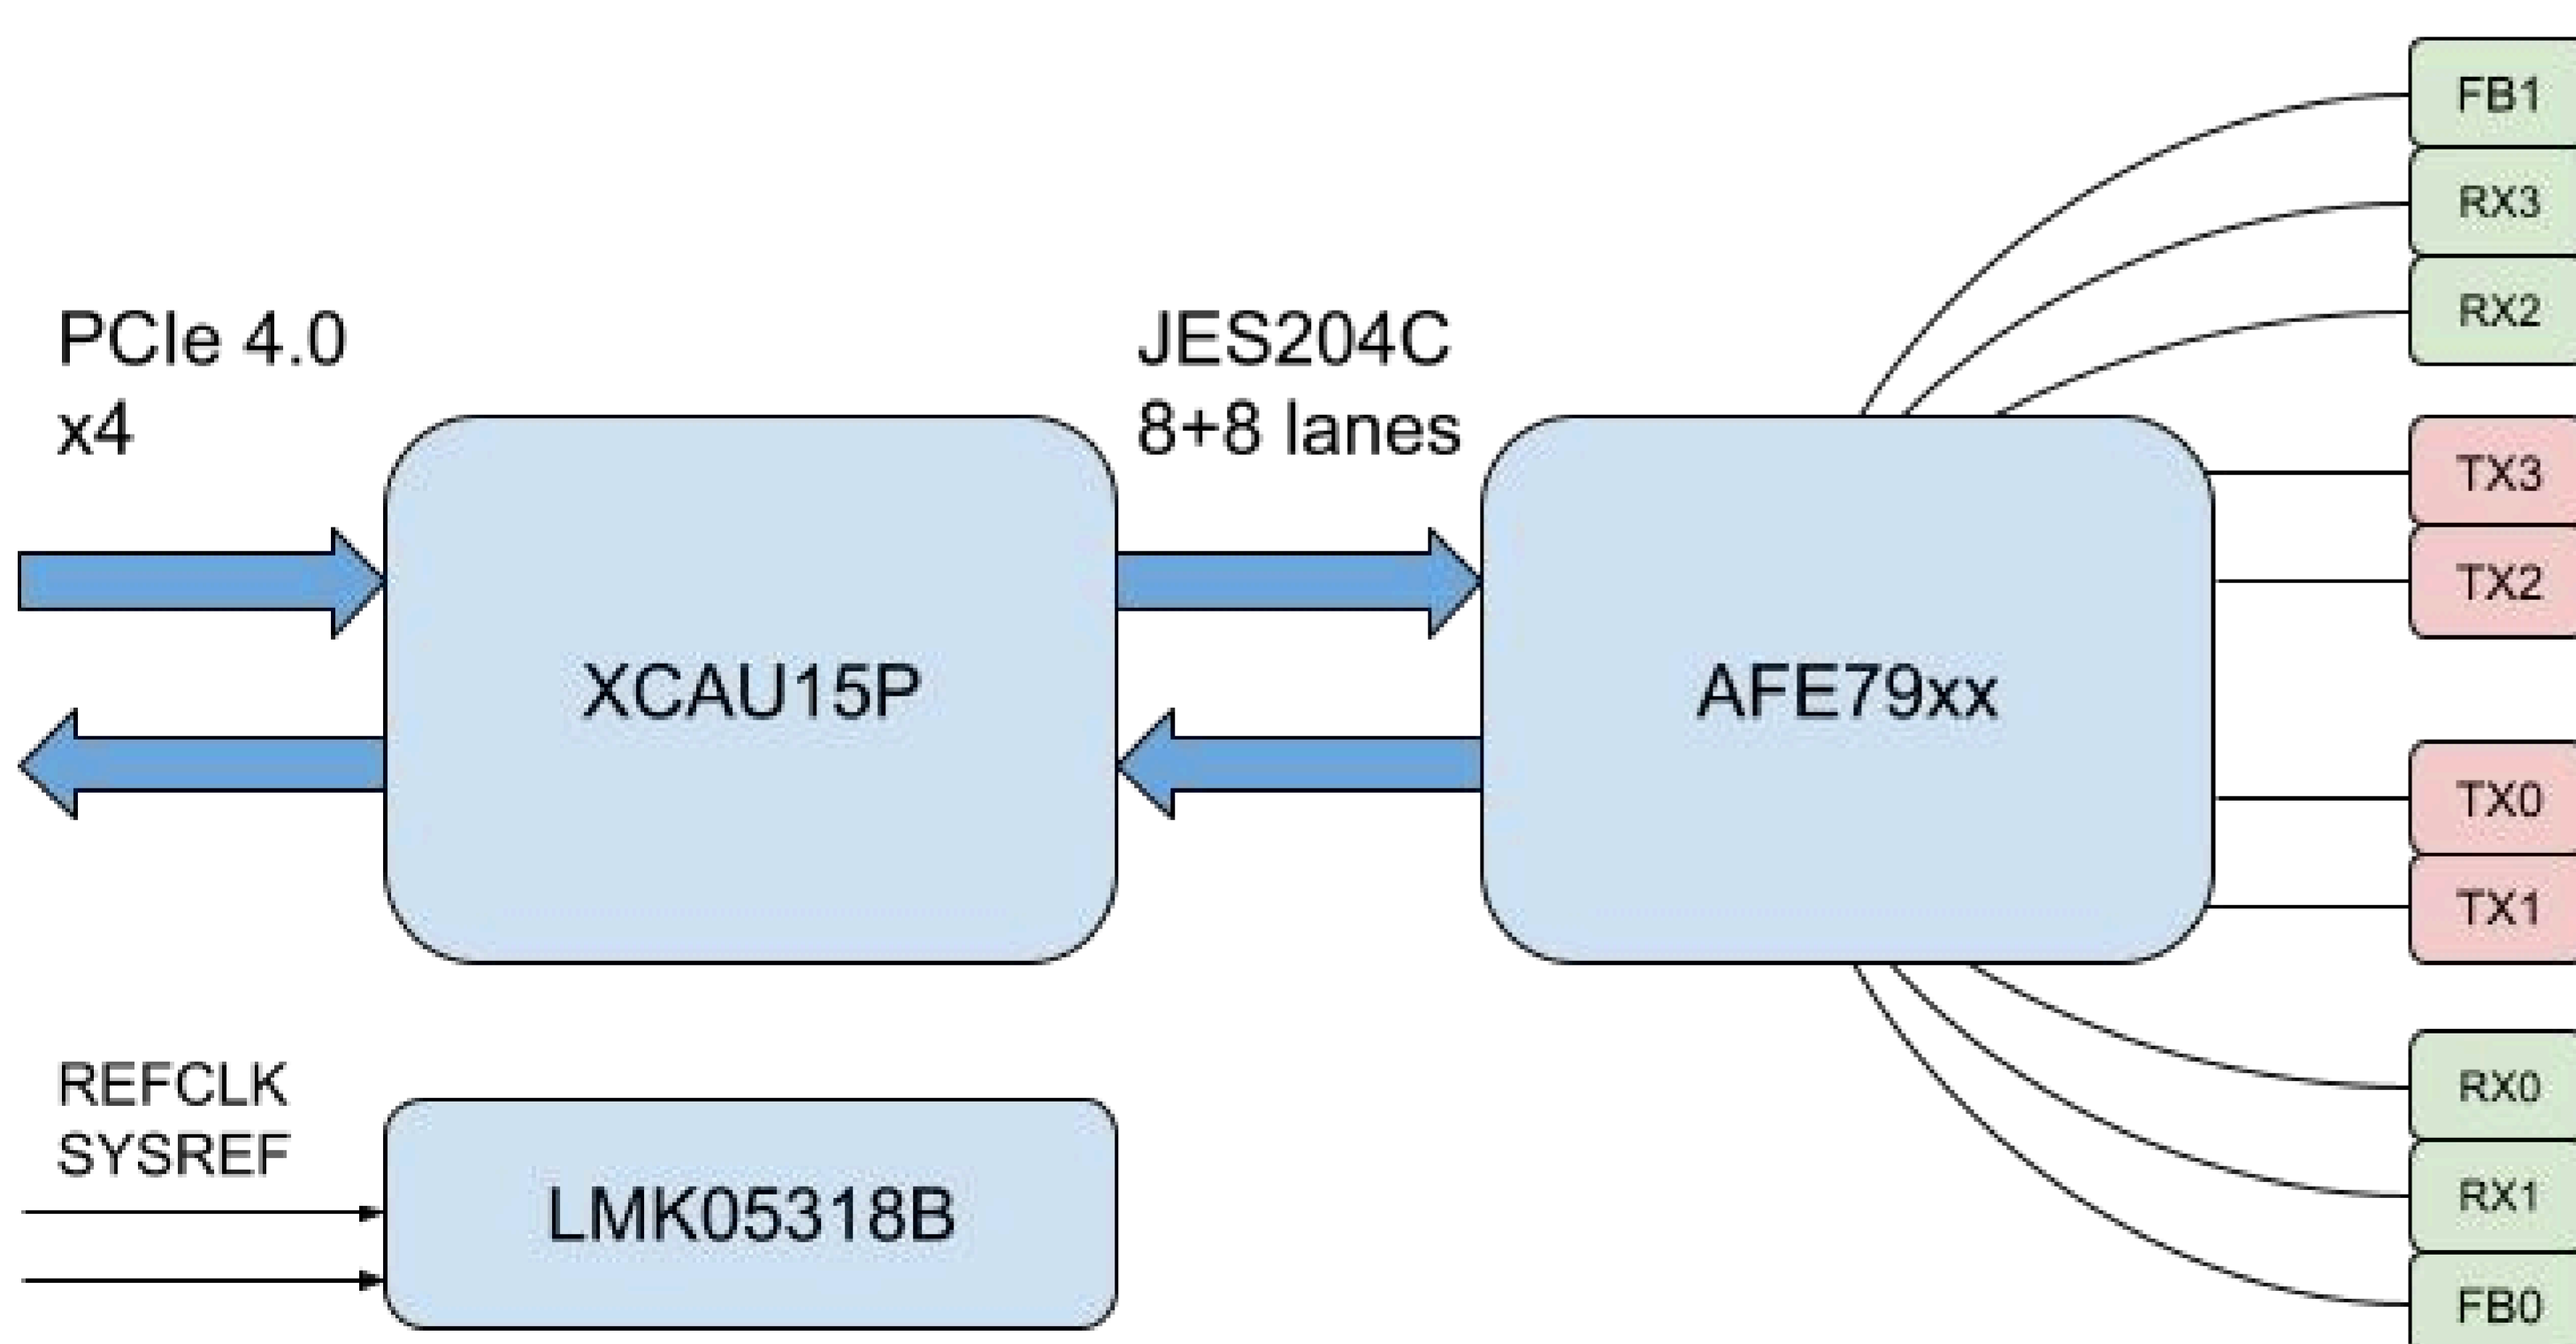 FB1
RX3
RX2
PCIe 4.0
x4
JES204C
8+8 lanes
TX3
TX2
XCAU15P
AFE79xx
TX0
TX1
REFCLK
SYSREF
LMK05318B
RX0
RX1
FB0